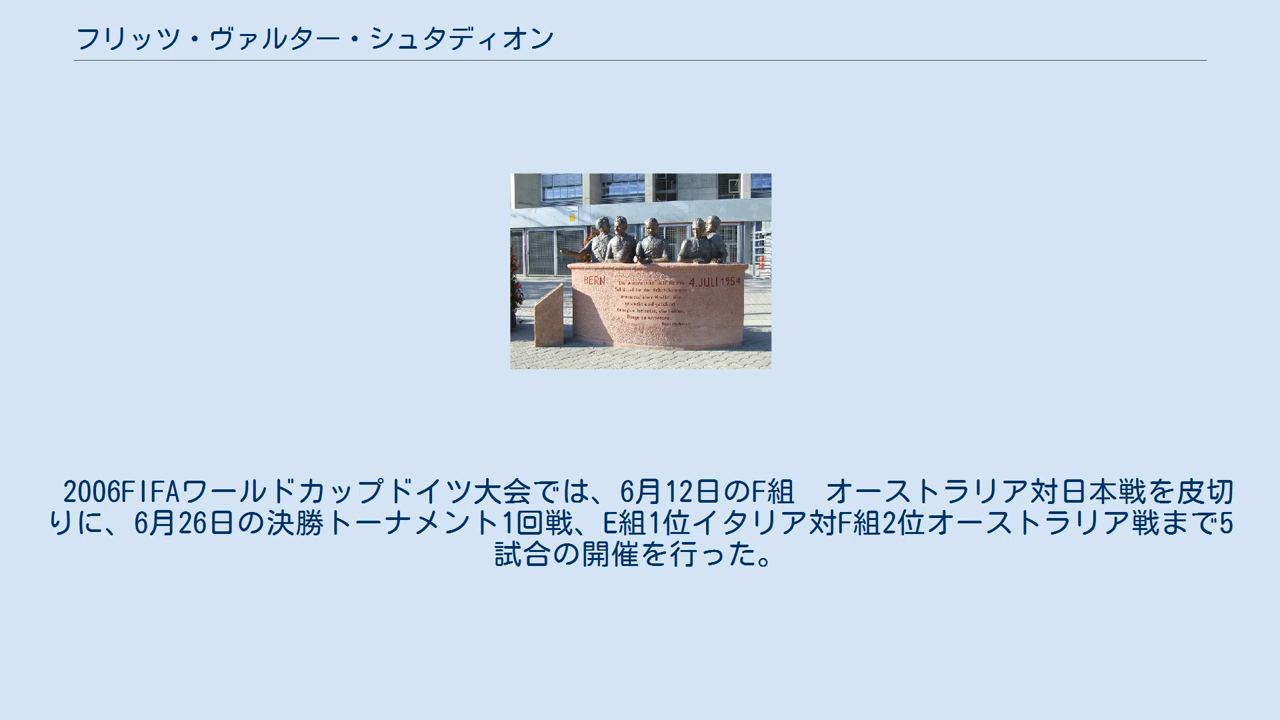 フリッツ・ヴァルター・シュタディオン
BERN
4.JULI 1954
2006FIFAワールドカップドイツ大会では、6月12日のF組　オーストラリア対日本戦を皮切
りに、6月26日の決勝トーナメント1回戦、E組1位イタリア対F組2位オーストラリア戦まで5
試合の開催を行った。